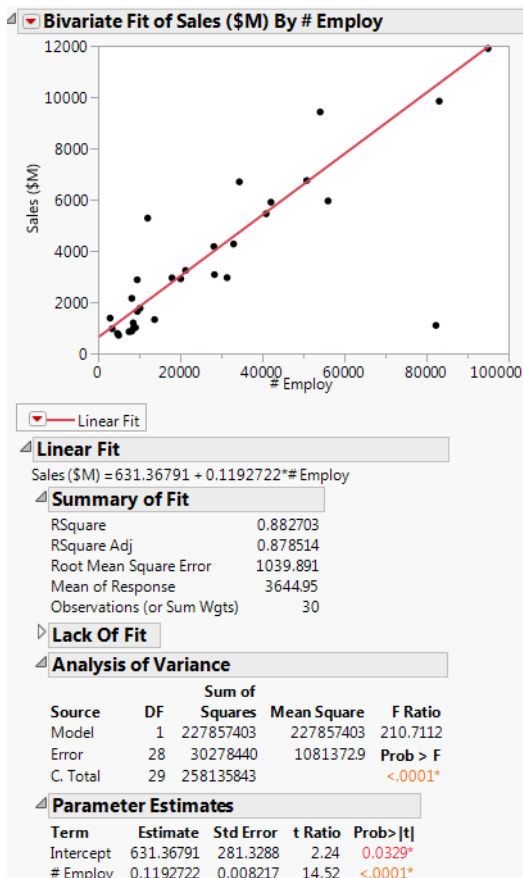 Bivariate Fit of Sales ($M) By # Employ
12000
10000
8000
6000
4000
2000
0
Sales ($M)
0 20000 40000 60000 80000 100000
# Employ
Linear Fit
Linear Fit
Sales ($M) = 631.36791 + 0.1192722*# Employ
Summary of Fit
RSquare 0.882703
RSquare Adj 0.878514
Root Mean Square Error 1039.891
Mean of Response 3644.95
Observations (or Sum Wgts) 30
Lack Of Fit
Analysis of Variance
Sum of
Source DF Squares Mean Square F Ratio
Model 1 227857403 227857403 210.7112
Error 28 30278440 1081372.9 Prob > F
C. Total 29 258135843 <.0001*
Parameter Estimates
Term Estimate Std Error t Ratio Prob>|t|
Intercept 631.36791 281.3288 2.24 0.0329*
# Employ 0.1192722 0.008217 14.52 <.0001*